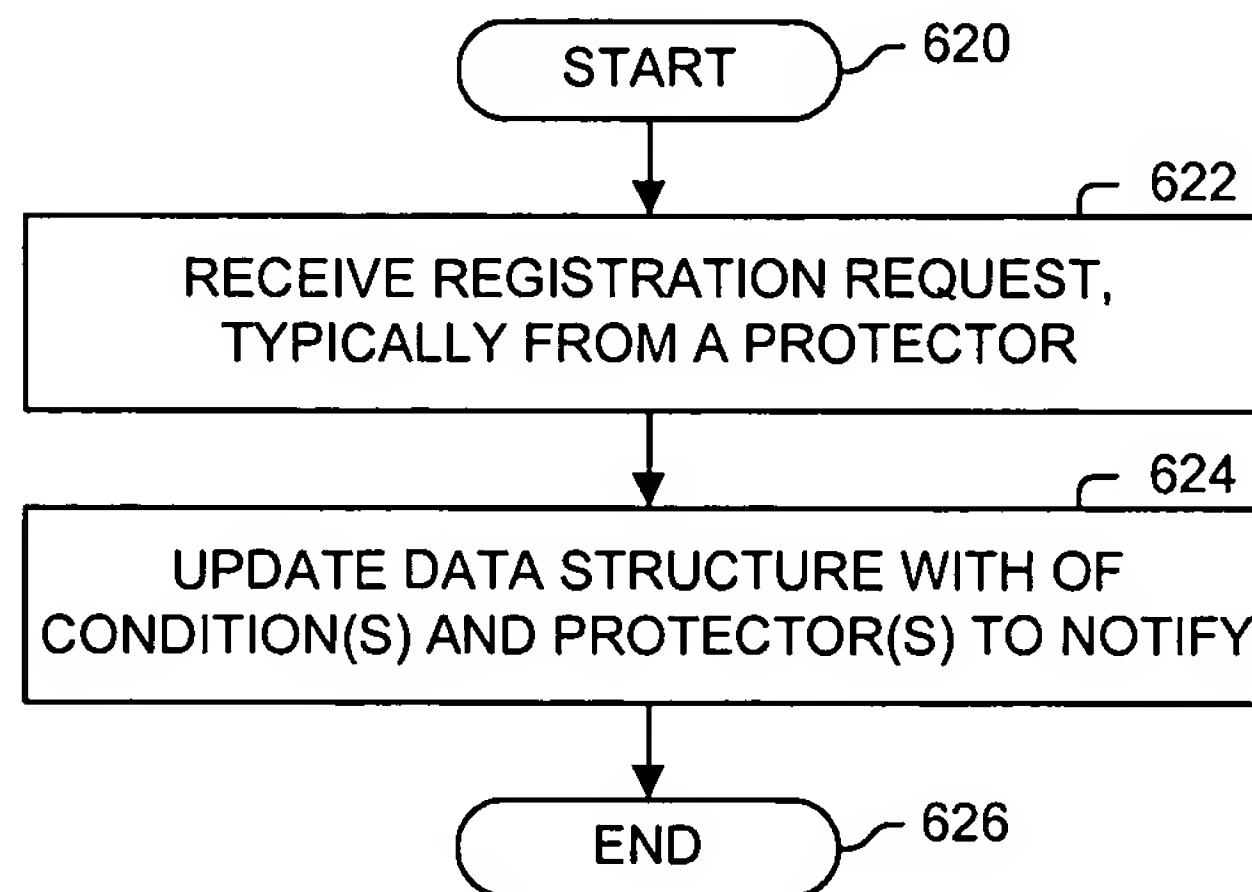 START
620
622
RECEIVE REGISTRATION REQUEST,
TYPICALLY FROM A PROTECTOR
624
UPDATE DATA STRUCTURE WITH OF
CONDITION(S) AND PROTECTOR(S) TO NOTIFY
END
626